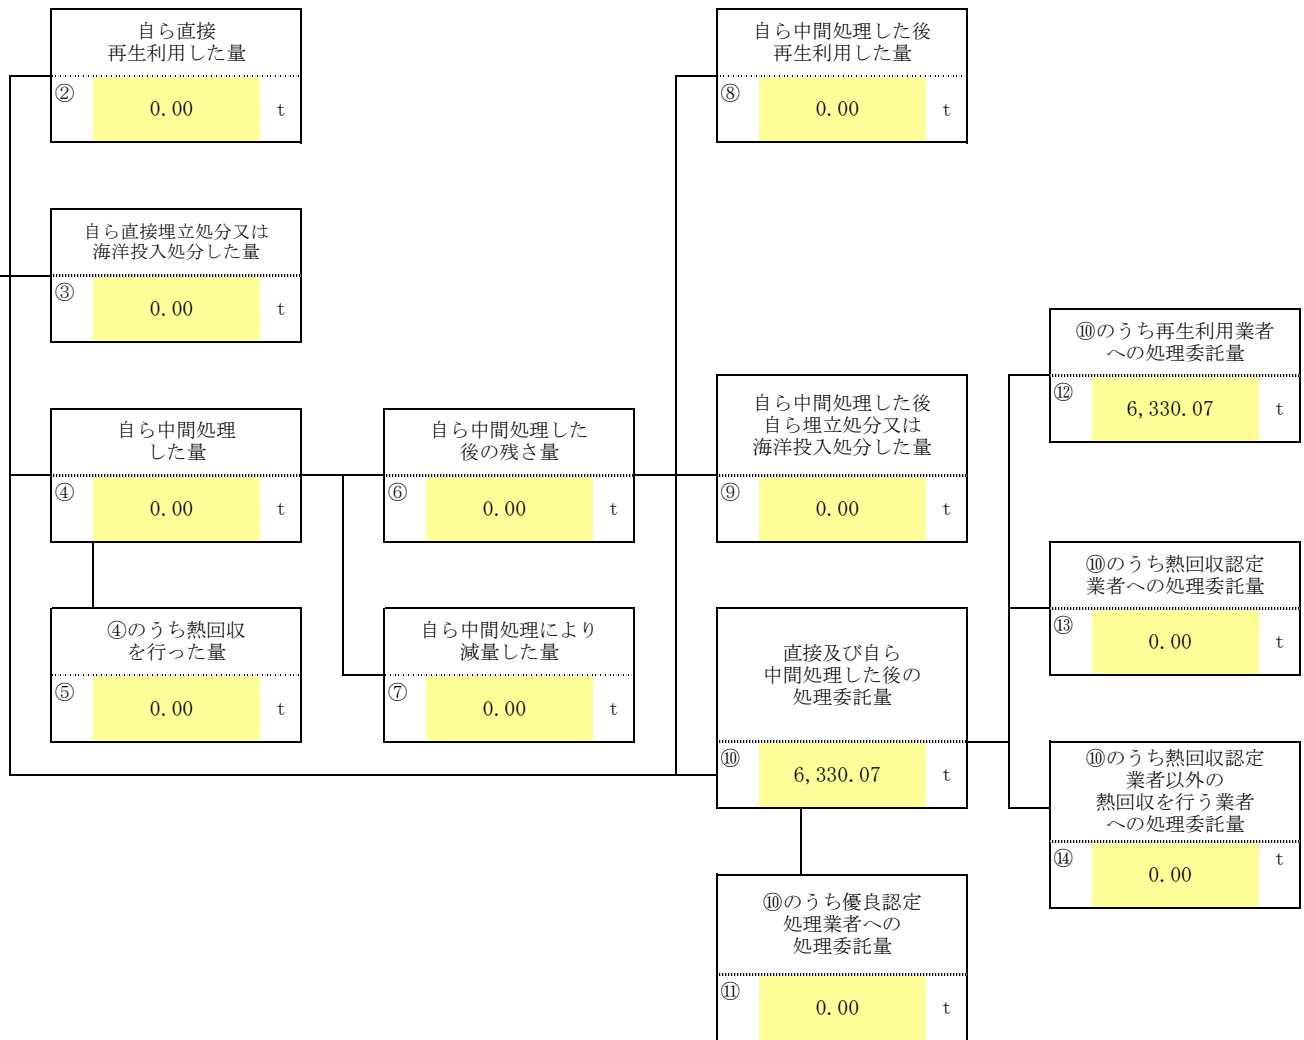 自ら直接
再生利用した量
②
0.00
t
自ら中間処理した後
再生利用した量
⑧
0.00
t
自ら直接埋立処分又は
海洋投入処分した量
③
0.00
t
⑩のうち再生利用業者
への処理委託量
⑫
6,330.07
t
自ら中間処理
した量
④
0.00
t
自ら中間処理した
後の残さ量
⑥
0.00
t
自ら中間処理した後
自ら埋立処分又は
海洋投入処分した量
⑨
0.00
t
⑩のうち熱回収認定
業者への処理委託量
⑬
0.00
t
④のうち熱回収
を行った量
⑤
0.00
t
自ら中間処理により
減量した量
⑦
0.00
t
直接及び自ら
中間処理した後の
処理委託量
⑩
6,330.07
t
⑩のうち熱回収認定
業者以外の
熱回収を行う業者
への処理委託量
⑭
0.00
t
⑩のうち優良認定
処理業者への
処理委託量
⑪
0.00
t